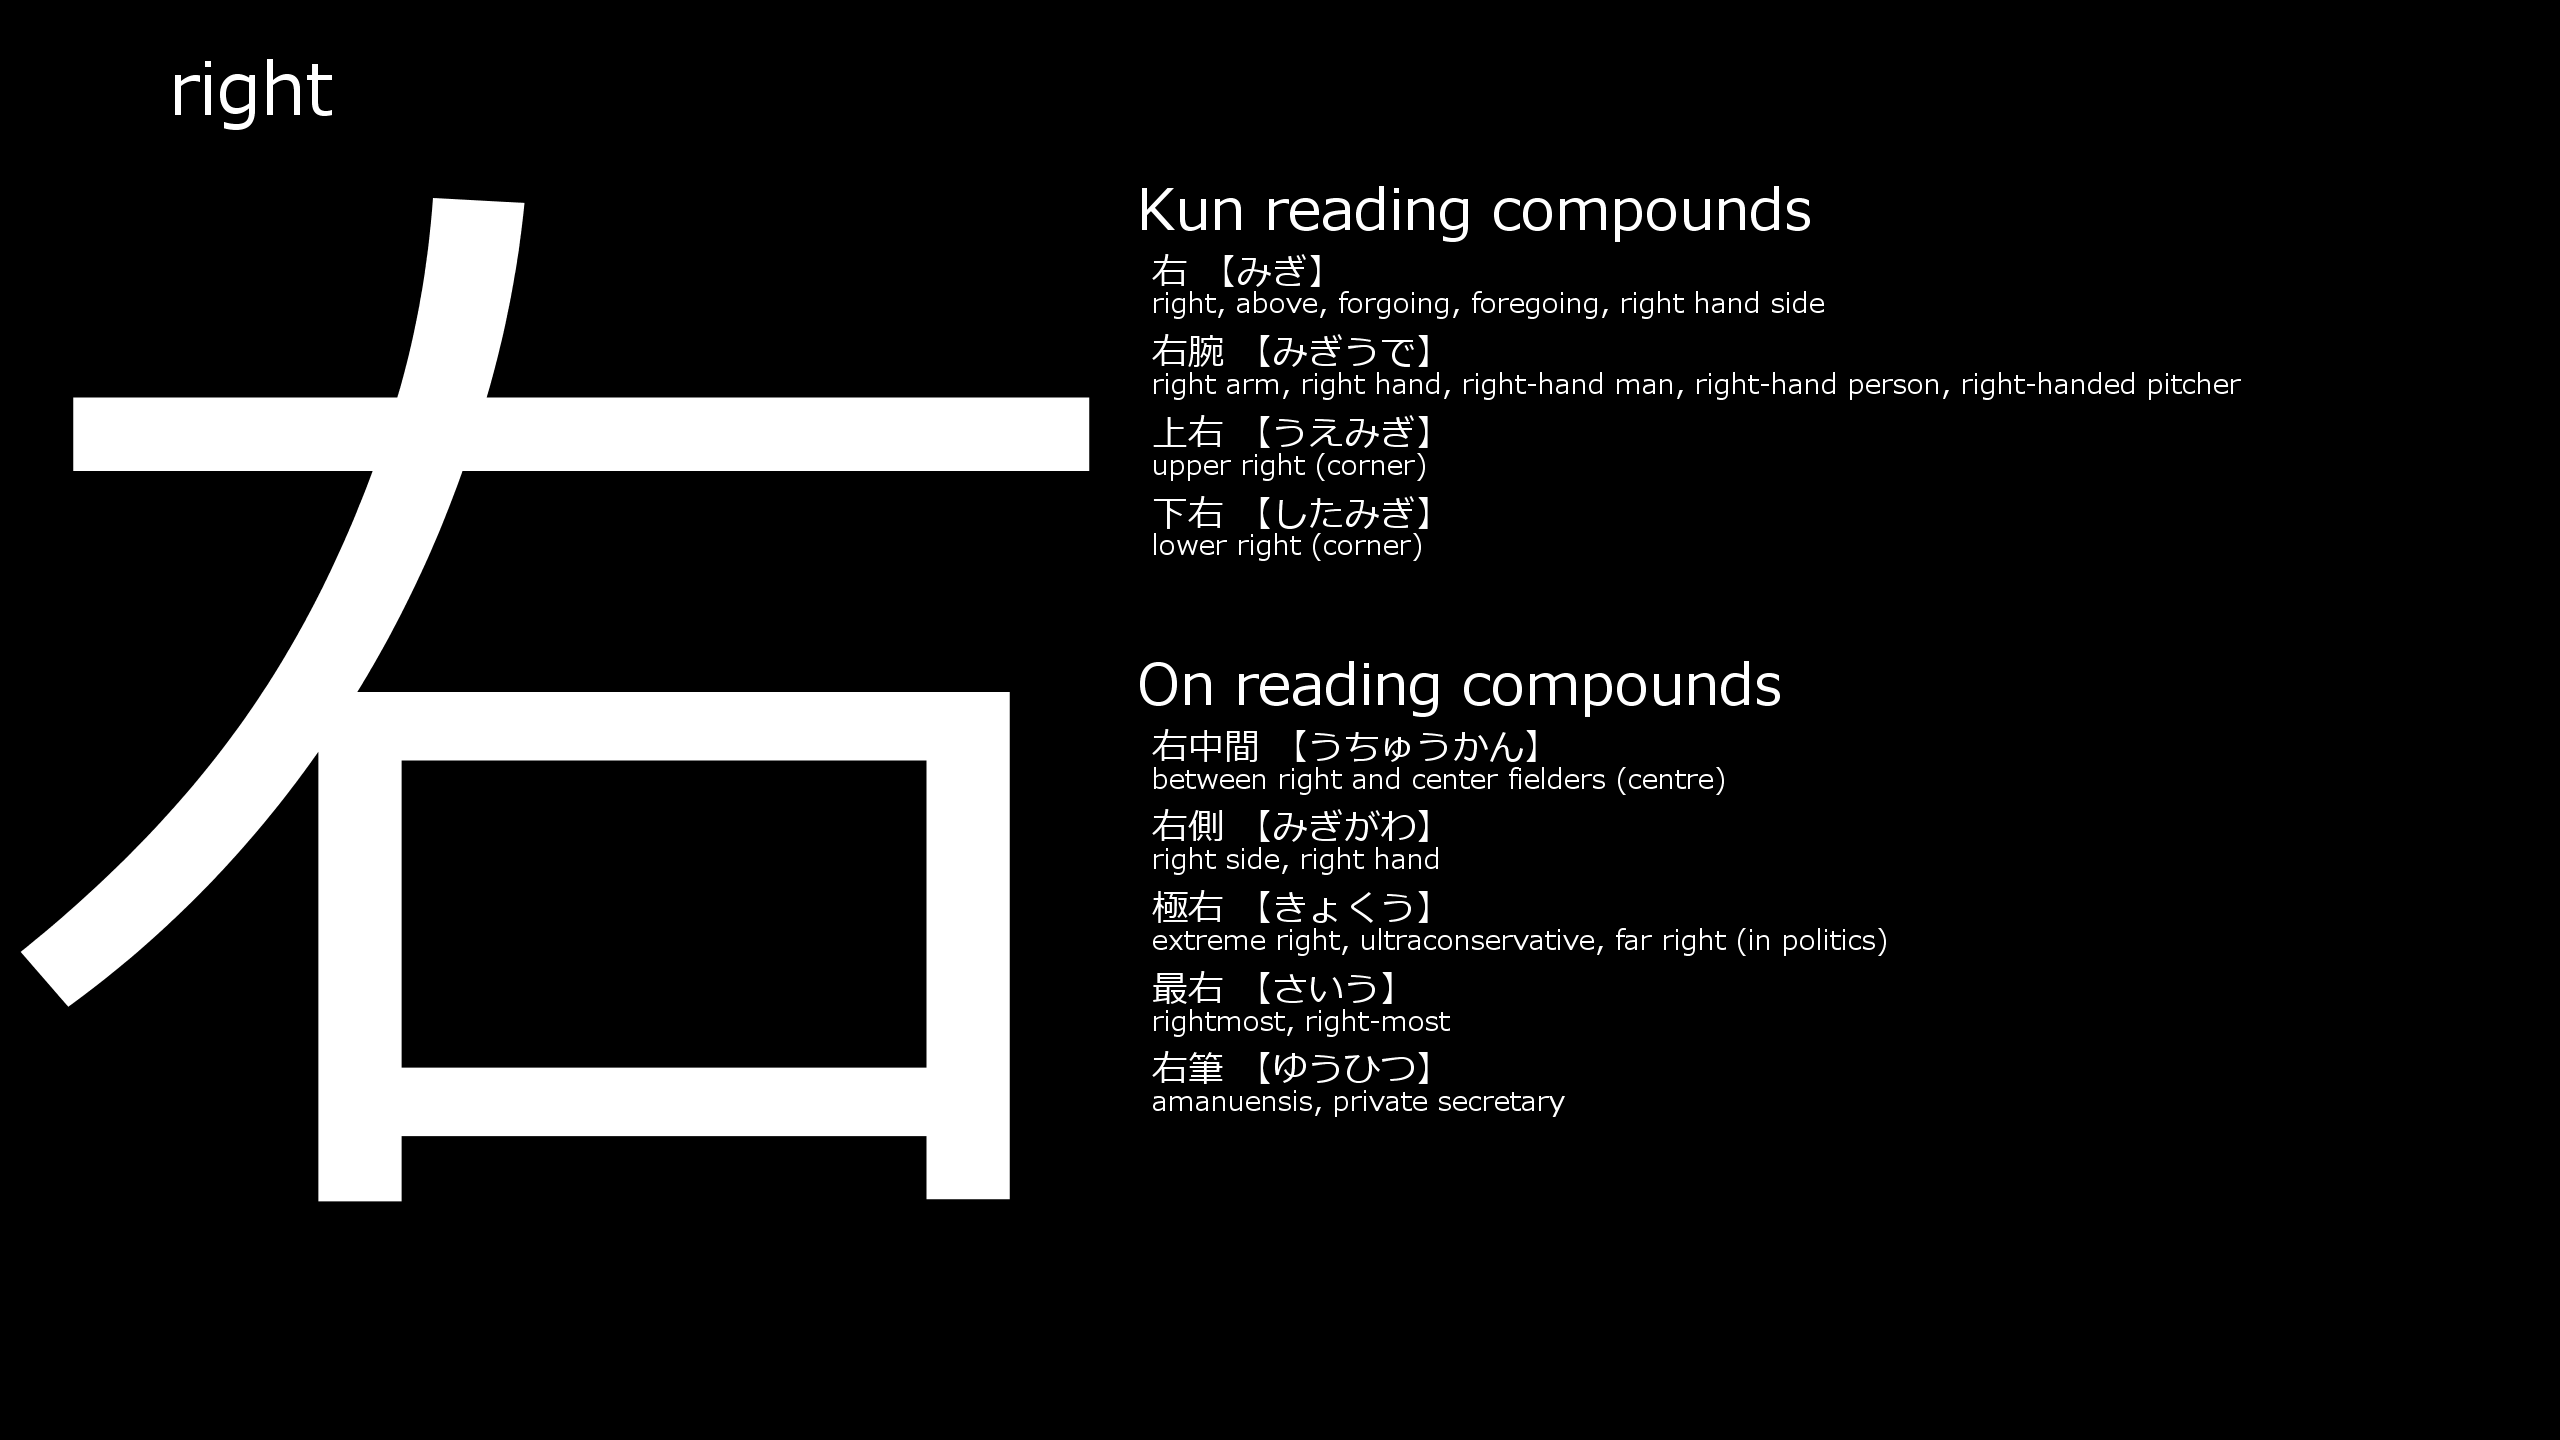 right
右
Kun reading compounds
右 【みぎ】
right, above, forgoing, foregoing, right hand side
右腕 【みぎうで】
right arm, right hand, right-hand man, right-hand person, right-handed pitcher
上右 【うえみぎ】
upper right (corner)
下右 【したみぎ】
lower right (corner)
On reading compounds
右中間 【うちゅうかん】
between right and center fielders (centre)
右側 【みぎがわ】
right side, right hand
極右 【きょくう】
extreme right, ultraconservative, far right (in politics)
最右 【さいう】
rightmost, right-most
右筆 【ゆうひつ】
amanuensis, private secretary